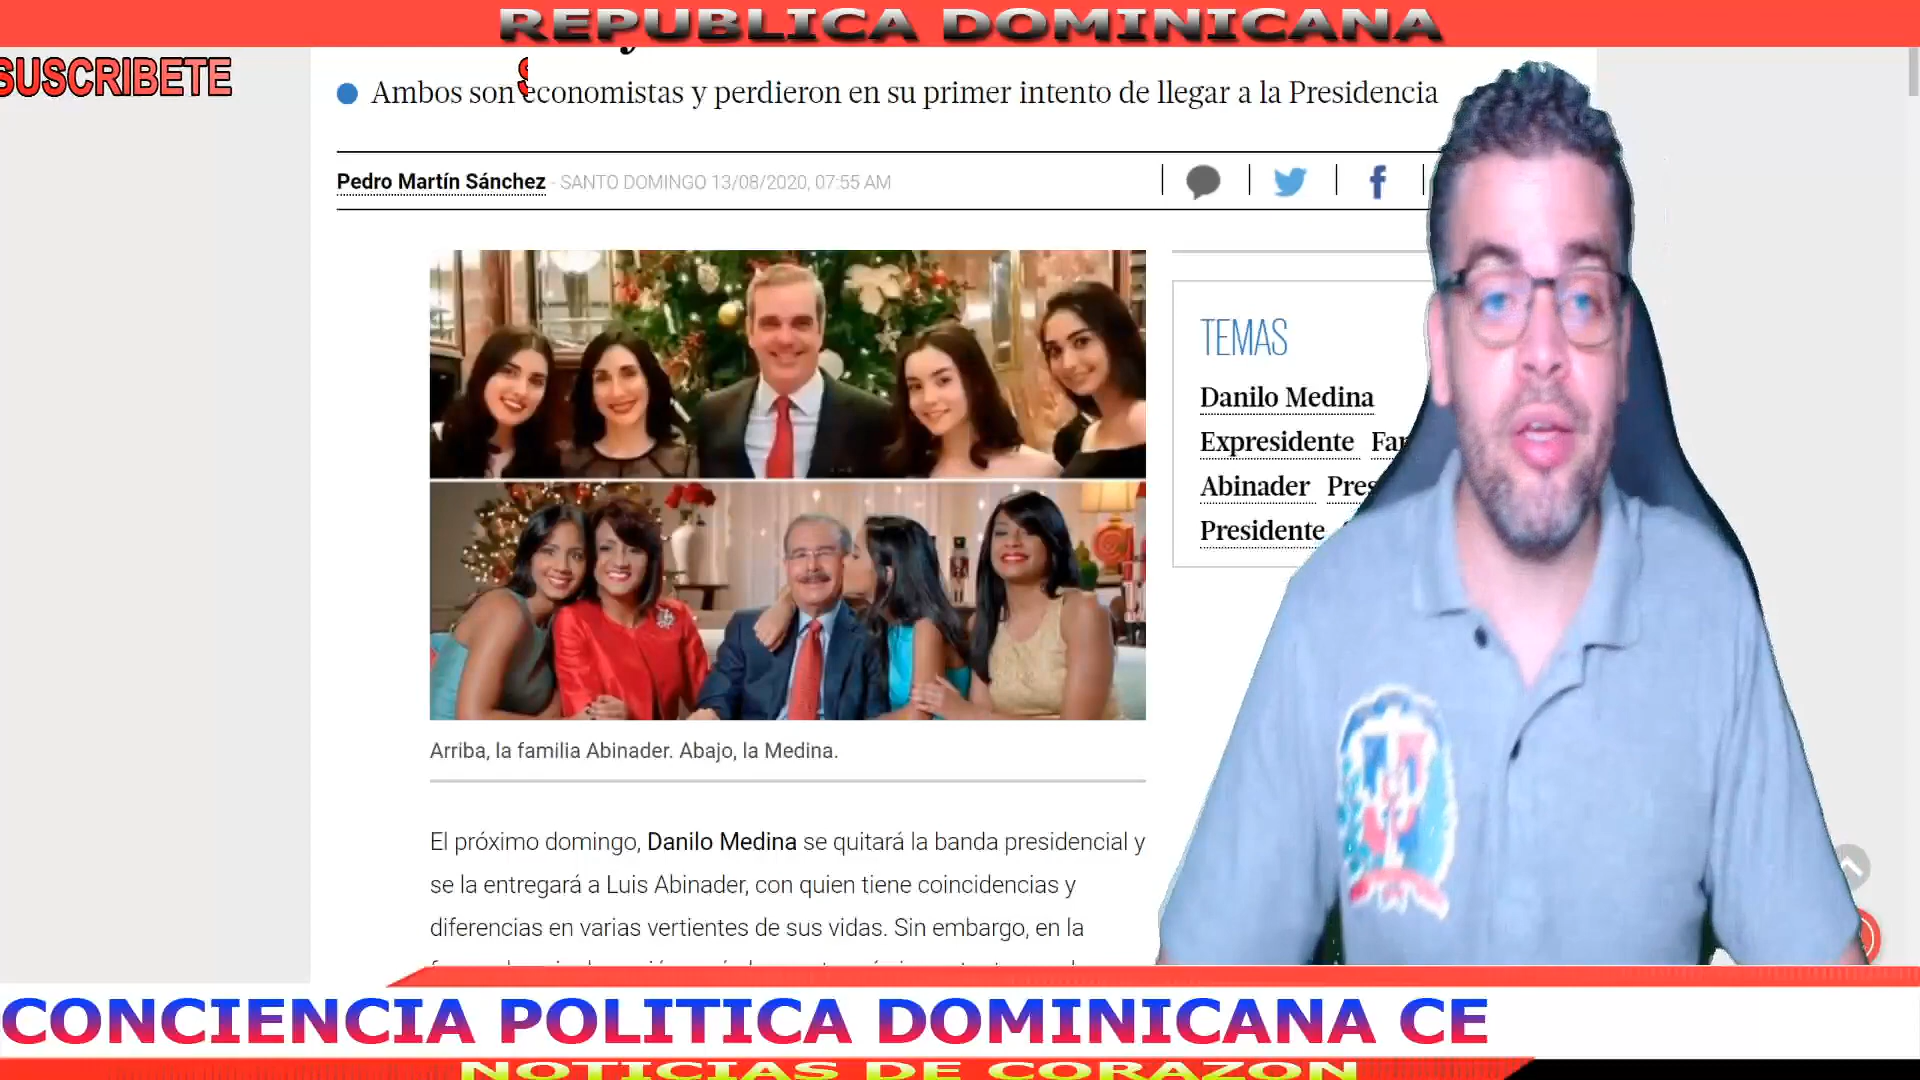 REPUBLICA DOMINICANA
SUSCRIBETE
Ambos son economistas y perdieron en su primer intento de llegar a la Presidencia
Pedro Martín Sánchez - SANTO DOMINGO 13/08/2020, 07:55 AM
TEMAS
Danilo Medina
Expresidente
Abinader
Presidente
Arriba, la familia Abinader. Abajo, la Medina.
El próximo domingo, Danilo Medina se quitará la banda presidencial y
se la entregará a Luis Abinader, con quien tiene coincidencias y
diferencias en varias vertientes de sus vidas. Sin embargo, en la
CONCIENCIA POLITICA DOMINICANA CE
NOTICIAS DE CORAZON